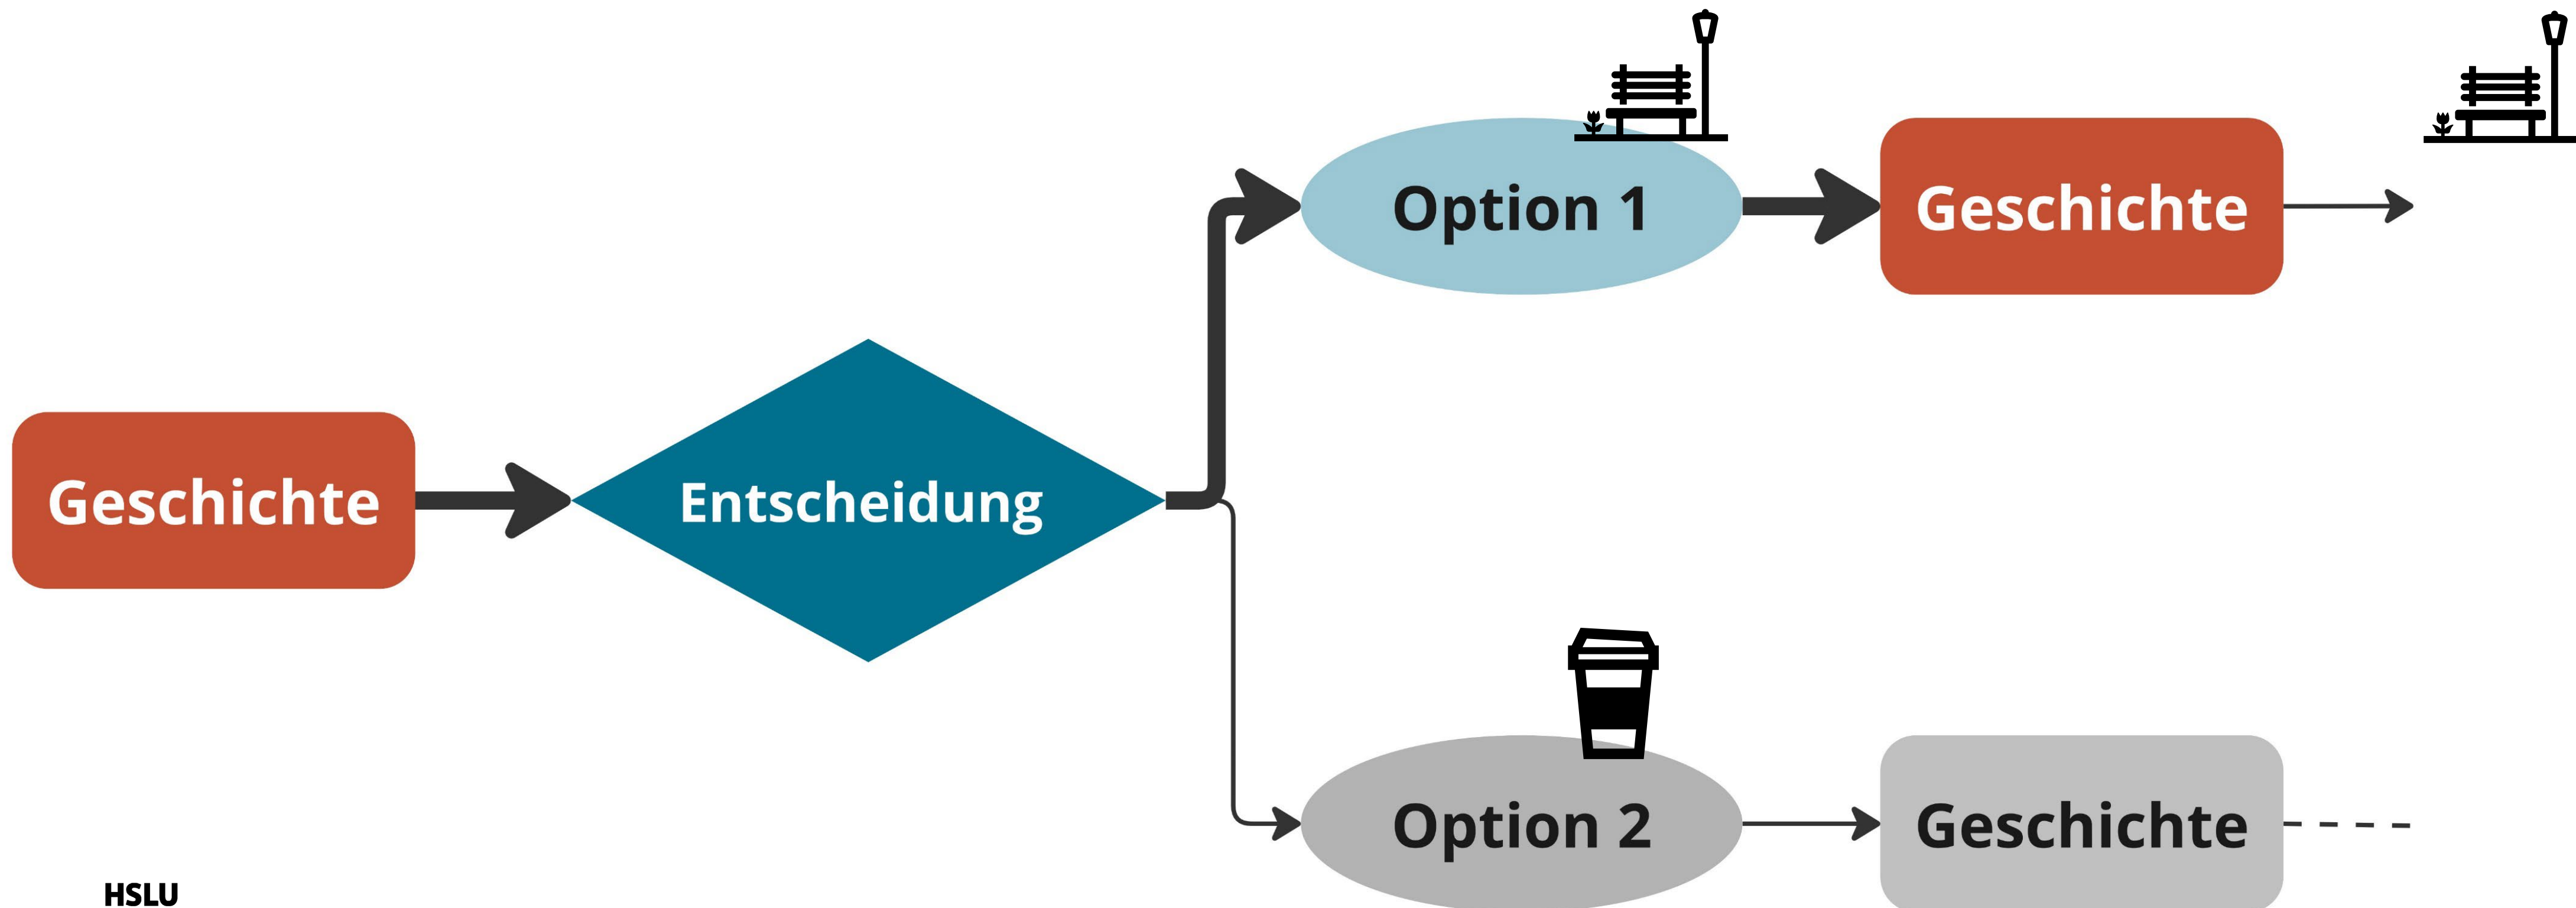 Option 1
Geschichte
Geschichte
Entscheidung
Option 2
Geschichte
HSLU